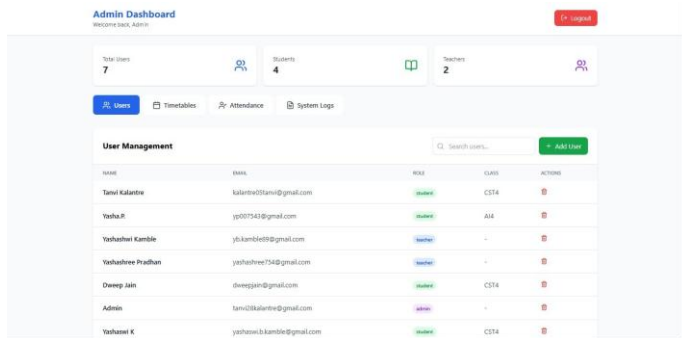 Admin Dashboard
Welcome back, Admin
Logout
Total Users
7
Students
4
Teachers
2
Users Timetables Attendance System Logs
User Management Search users... + Add User
NAME EMAIL ROLE CLASS ACTIONS
Tanvi Kalantre kalantre05tanvi@gmail.com student CST4
Yasha.P. yp007543@gmail.com student AI4
Yashashwi Kamble yb.kamble89@gmail.com teacher -
Yashashree Pradhan yashashree754@gmail.com teacher -
Dweep Jain dweepjain@gmail.com student CST4
Admin tanvi28kalantre@gmail.com admin -
Yashaswi K yashaswi.b.kamble@gmail.com student CST4